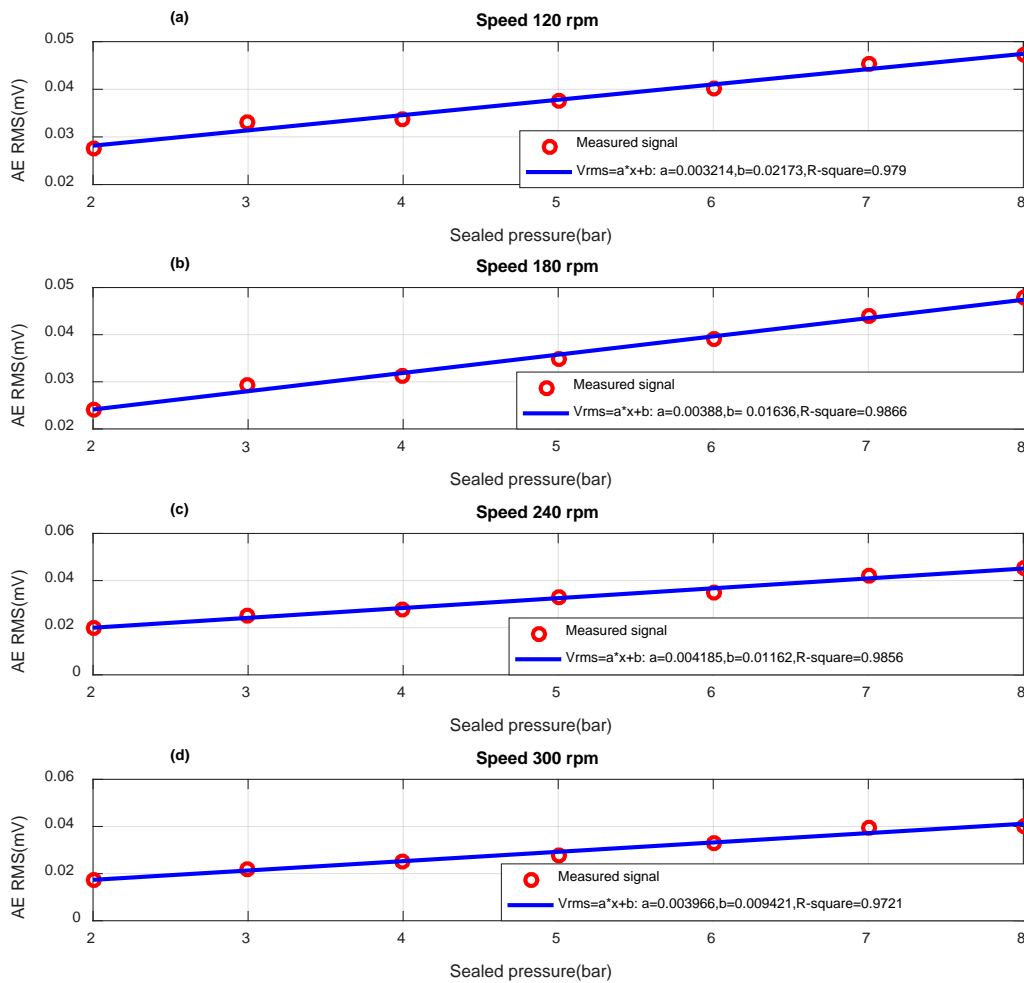 (a)
Speed 120 rpm
0.05
0.04
0.03
0.02
AE RMS(mV)
Measured signal
Vrms=a*x+b: a=0.003214,b=0.02173,R-square=0.979
2 3 4 5 6 7 8
Sealed pressure(bar)
(b)
Speed 180 rpm
0.05
0.04
0.03
0.02
AE RMS(mV)
Measured signal
Vrms=a*x+b: a=0.00388,b= 0.01636,R-square=0.9866
2 3 4 5 6 7 8
Sealed pressure(bar)
(c)
Speed 240 rpm
0.06
0.04
0.02
0
AE RMS(mV)
Measured signal
Vrms=a*x+b: a=0.004185,b=0.01162,R-square=0.9856
2 3 4 5 6 7 8
Sealed pressure(bar)
(d)
Speed 300 rpm
0.06
0.04
0.02
0
AE RMS(mV)
Measured signal
Vrms=a*x+b: a=0.003966,b=0.009421,R-square=0.9721
2 3 4 5 6 7 8
Sealed pressure(bar)